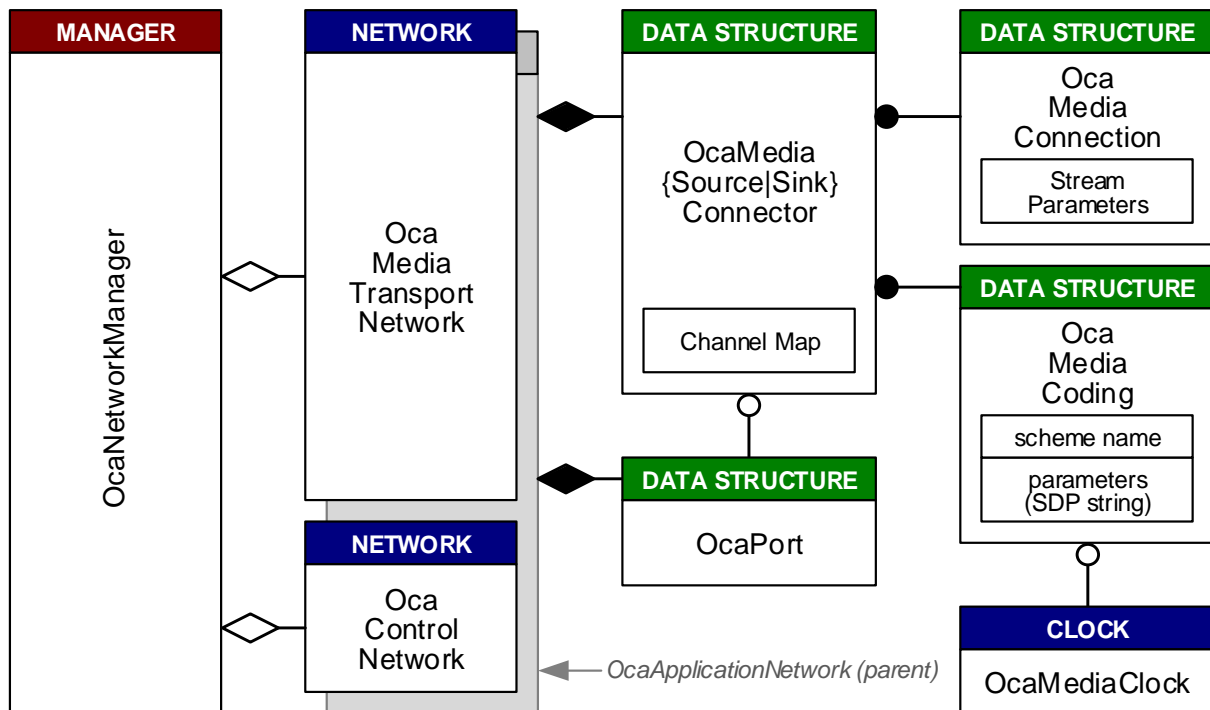 MANAGER
OcaNetworkManager
NETWORK
Oca
Media
Transport
Network
NETWORK
Oca
Control
Network
DATA STRUCTURE
OcaMedia
{Source|Sink}
Connector
Channel Map
DATA STRUCTURE
OcaPort
OcaApplicationNetwork (parent)
DATA STRUCTURE
Oca
Media
Connection
Stream
Parameters
DATA STRUCTURE
Oca
Media
Coding
scheme name
parameters
(SDP string)
CLOCK
OcaMediaClock